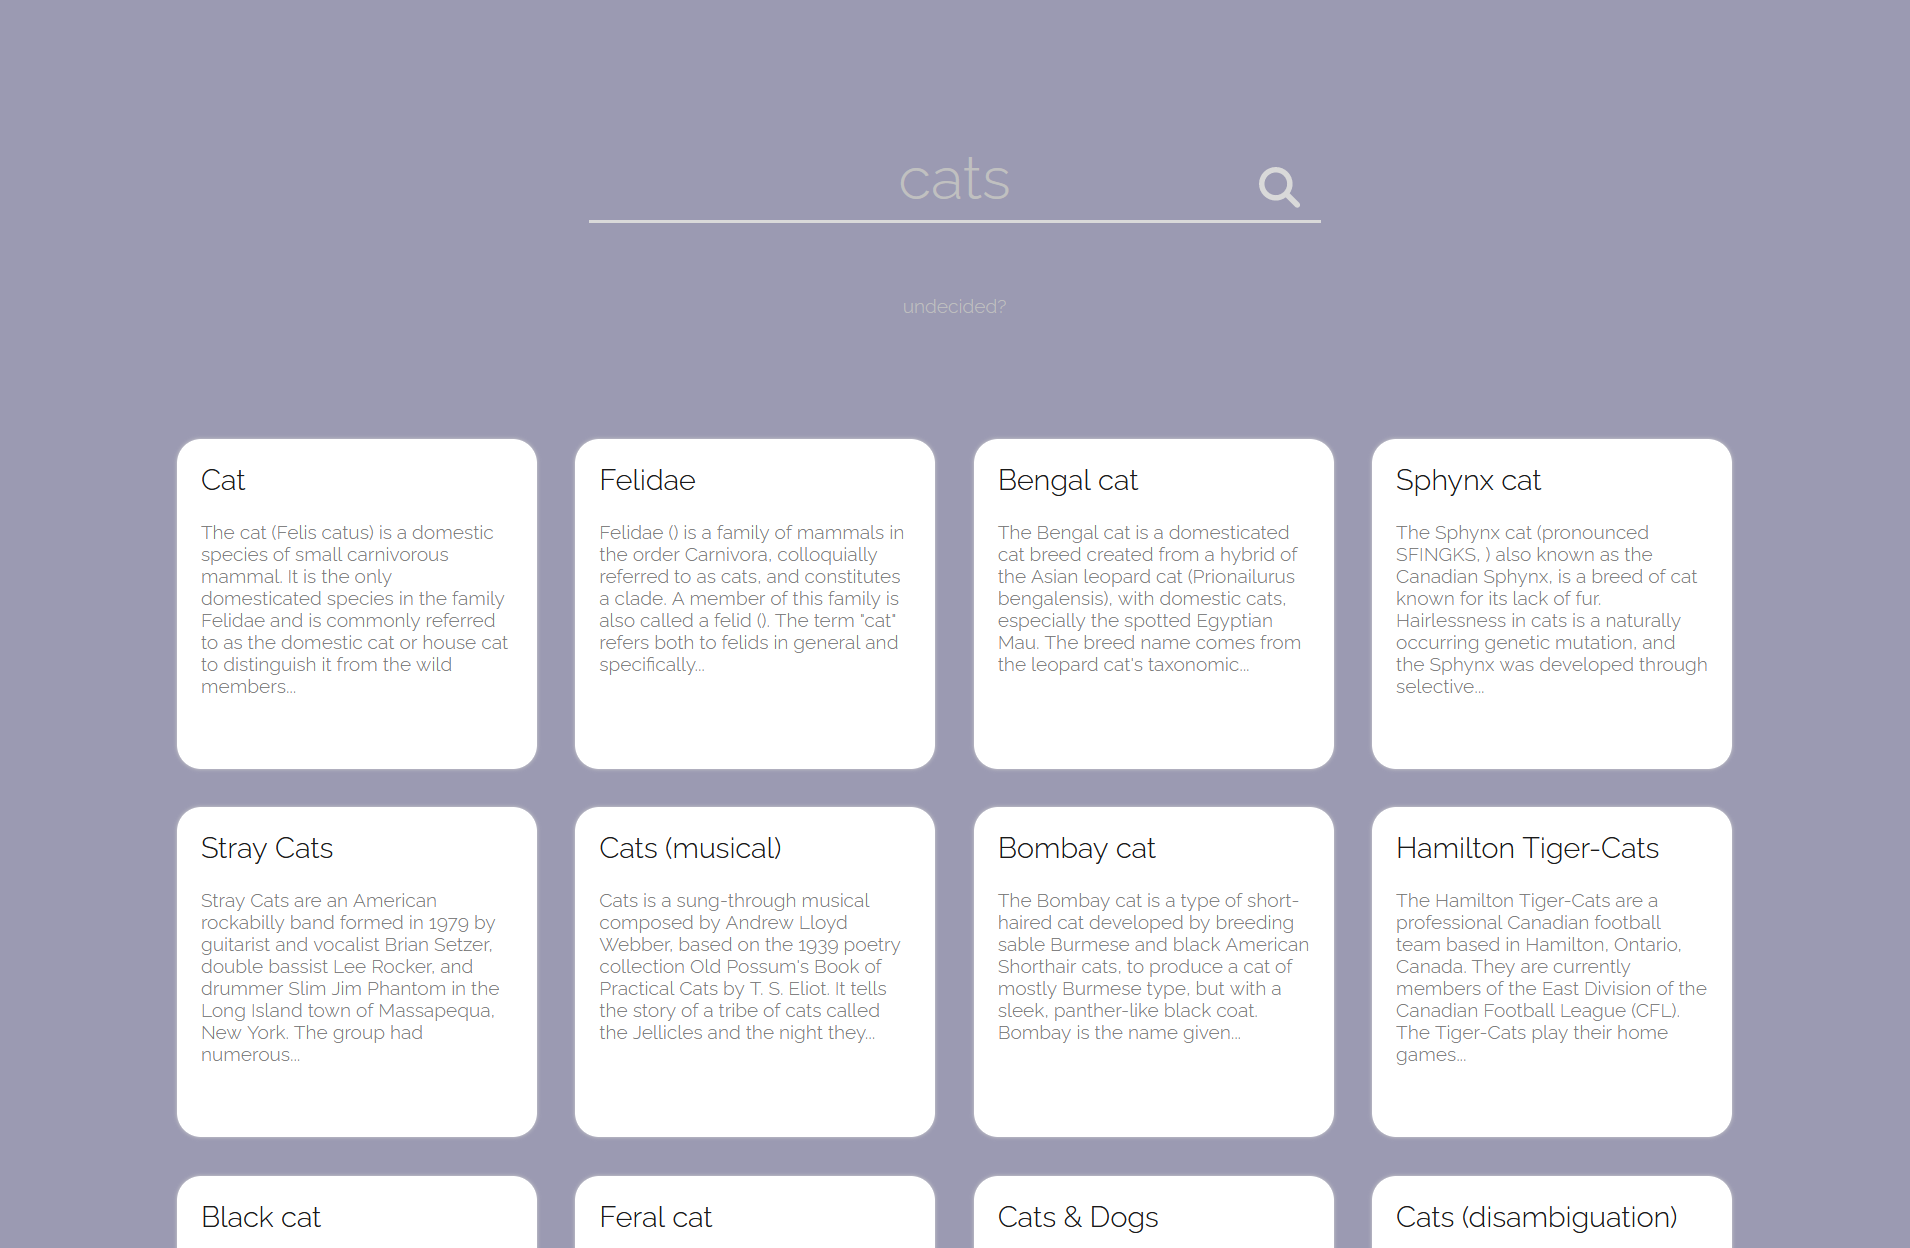 cats
undecided?
Cat
The cat (Felis catus) is a domestic
species of small carnivorous
mammal. It is the only
domesticated species in the family
Felidae and is commonly referred
to as the domestic cat or house cat
to distinguish it from the wild
members...
Felidae
Felidae () is a family of mammals in
the order Carnivora, colloquially
referred to as cats, and constitutes
a clade. A member of this family is
also called a felid (). The term "cat"
refers both to felids in general and
specifically...
Bengal cat
The Bengal cat is a domesticated
cat breed created from a hybrid of
the Asian leopard cat (Prionailurus
bengalensis), with domestic cats,
especially the spotted Egyptian
Mau. The breed name comes from
the leopard cat's taxonomic...
Sphynx cat
The Sphynx cat (pronounced
SFINGKS, ) also known as the
Canadian Sphynx, is a breed of cat
known for its lack of fur.
Hairlessness in cats is a naturally
occurring genetic mutation, and
the Sphynx was developed through
selective...
Stray Cats
Stray Cats are an American
rockabilly band formed in 1979 by
guitarist and vocalist Brian Setzer,
double bassist Lee Rocker, and
drummer Slim Jim Phantom in the
Long Island town of Massapequa,
New York. The group had
numerous...
Cats (musical)
Cats is a sung-through musical
composed by Andrew Lloyd
Webber, based on the 1939 poetry
collection Old Possum's Book of
Practical Cats by T. S. Eliot. It tells
the story of a tribe of cats called
the Jellicles and the night they...
Bombay cat
The Bombay cat is a type of short-
haired cat developed by breeding
sable Burmese and black American
Shorthair cats, to produce a cat of
mostly Burmese type, but with a
sleek, panther-like black coat.
Bombay is the name given...
Hamilton Tiger-Cats
The Hamilton Tiger-Cats are a
professional Canadian football
team based in Hamilton, Ontario,
Canada. They are currently
members of the East Division of the
Canadian Football League (CFL).
The Tiger-Cats play their home
games...
Black cat
Feral cat
Cats & Dogs
Cats (disambiguation)